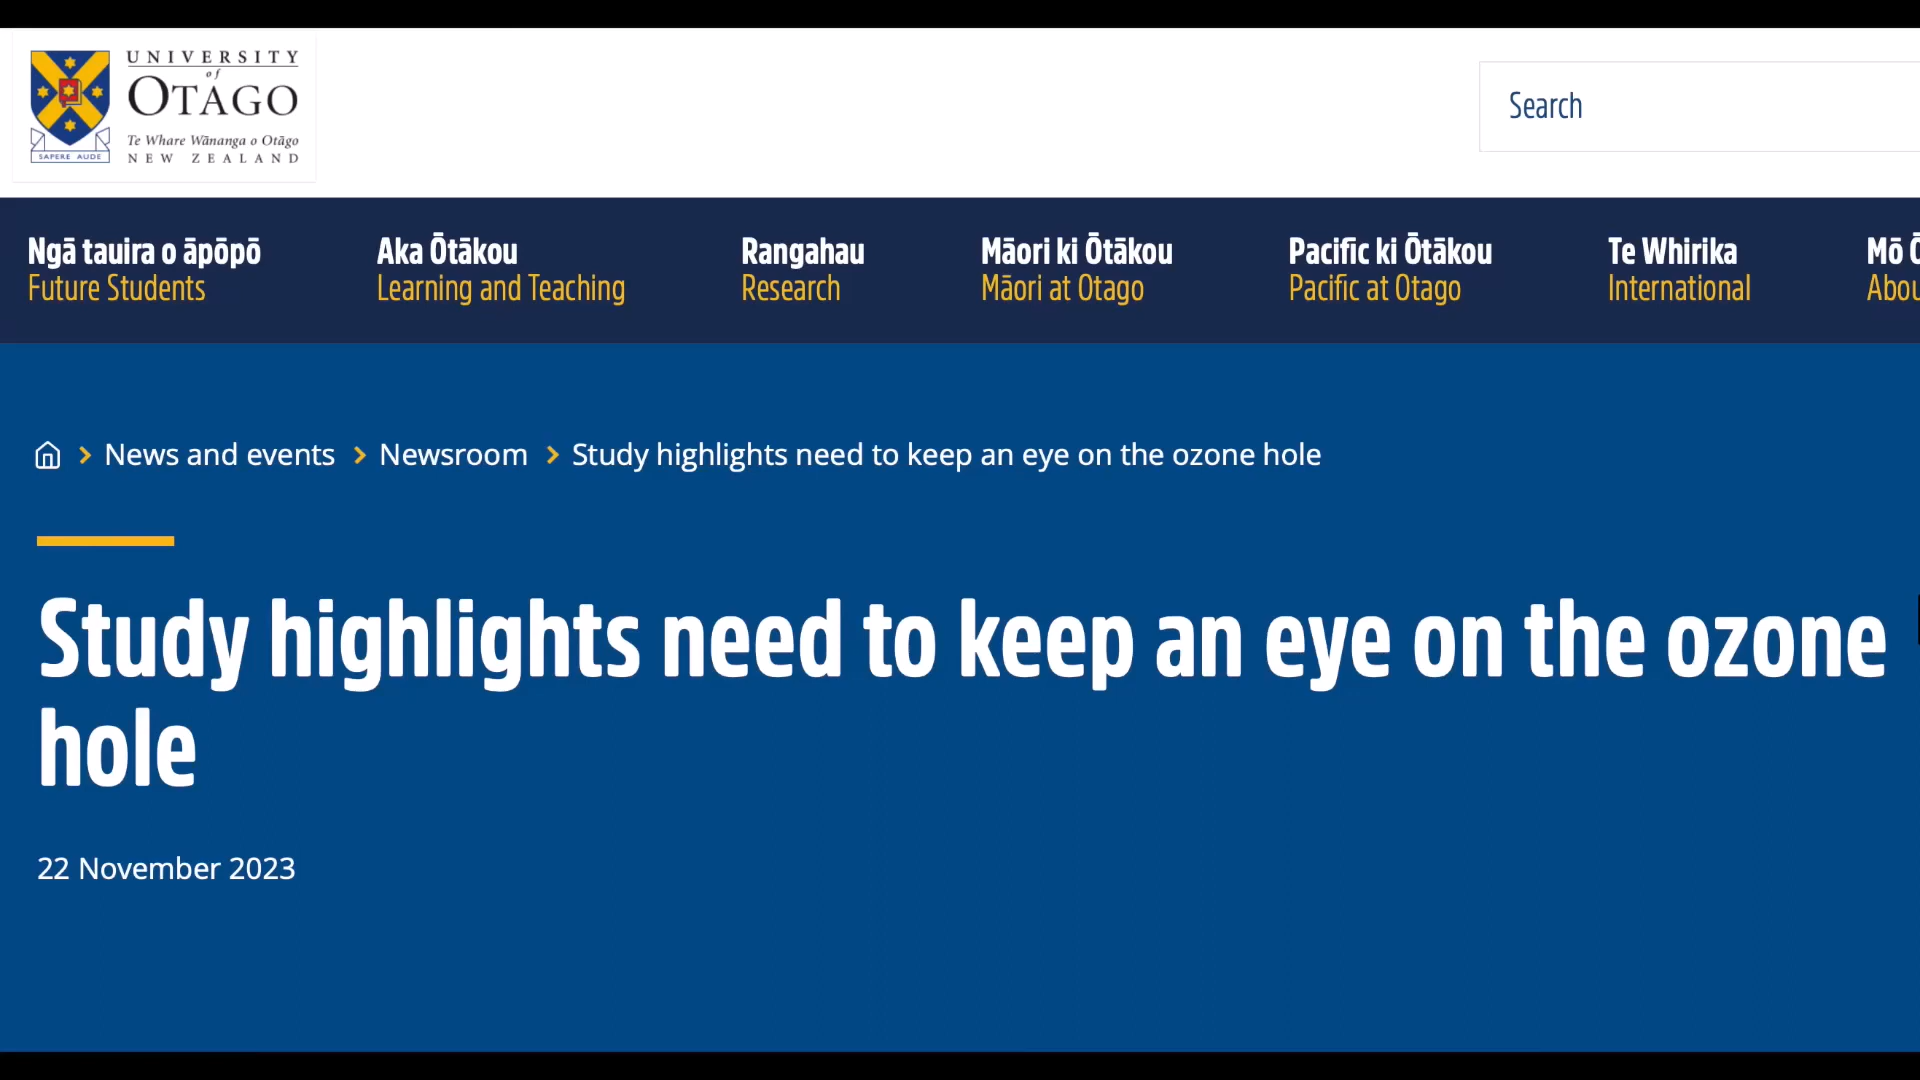 UNIVERSITY
of
OTAGO
Te Whare Wānanga o Otāgo
NEW ZEALAND
SAPERE AUDE
Search
Ngā tauira o āpōpō
Future Students
Aka Ōtākou
Learning and Teaching
Rangahau
Research
Māori ki Ōtākou
Māori at Otago
Pacific ki Ōtākou
Pacific at Otago
Te Whirika
International
Mō
News and events
Newsroom
Study highlights need to keep an eye on the ozone hole
Study highlights need to keep an eye on the ozone
hole
22 November 2023